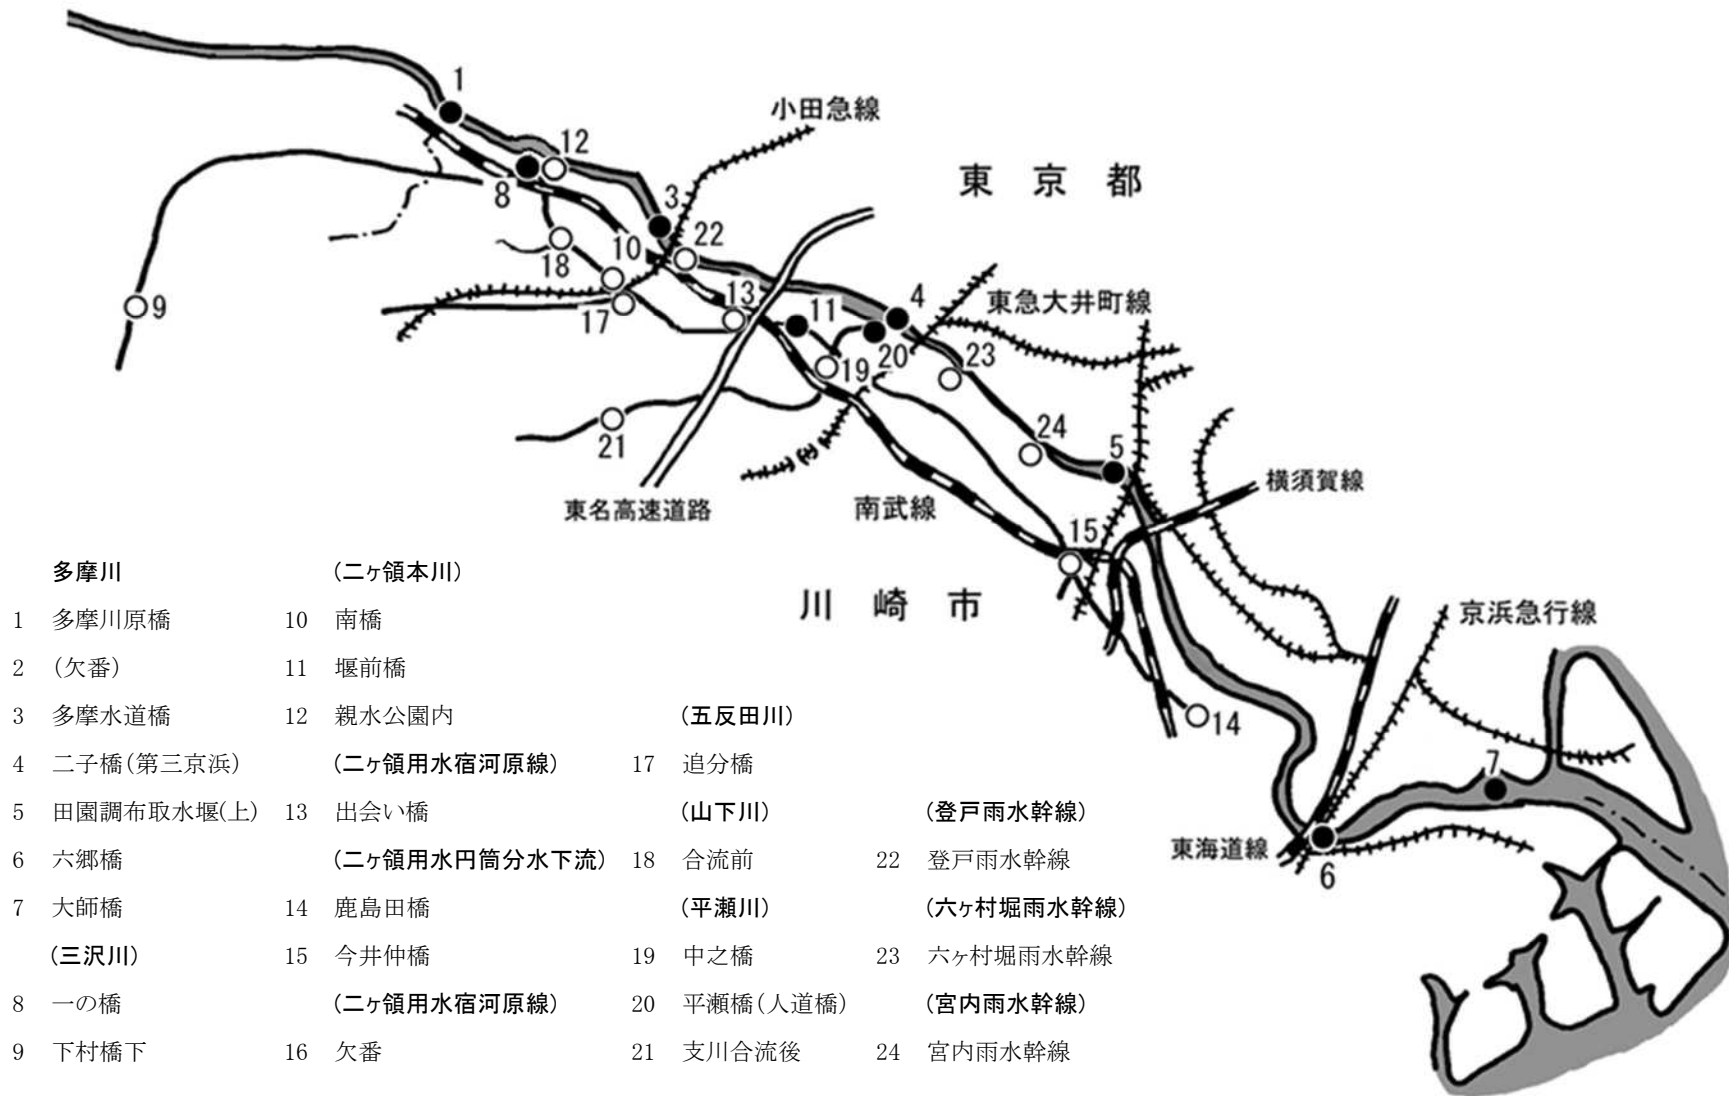 1
小田急線
12
東 京 都
8
3
10
22
18
9
13
11
4
東急大井町線
17
19
20
23
21
24
5
東名高速道路
南武線
横須賀線
15
川 崎 市
京浜急行線
14
7
東海道線
6
多摩川
1 多摩川原橋
2 (欠番)
3 多摩水道橋
4 二子橋(第三京浜)
5 田園調布取水堰(上)
6 六郷橋
7 大師橋
(三沢川)
8 一の橋
9 下村橋下
(二ヶ領本川)
10 南橋
11 堰前橋
12 親水公園内
(二ヶ領用水宿河原線)
13 出会い橋
(二ヶ領用水円筒分水下流)
14 鹿島田橋
15 今井仲橋
(二ヶ領用水宿河原線)
16 欠番
(五反田川)
17 追分橋
(山下川)
18 合流前
(平瀬川)
19 中之橋
20 平瀬橋(人道橋)
21 支川合流後
(登戸雨水幹線)
22 登戸雨水幹線
(六ヶ村堀雨水幹線)
23 六ヶ村堀雨水幹線
(宮内雨水幹線)
24 宮内雨水幹線